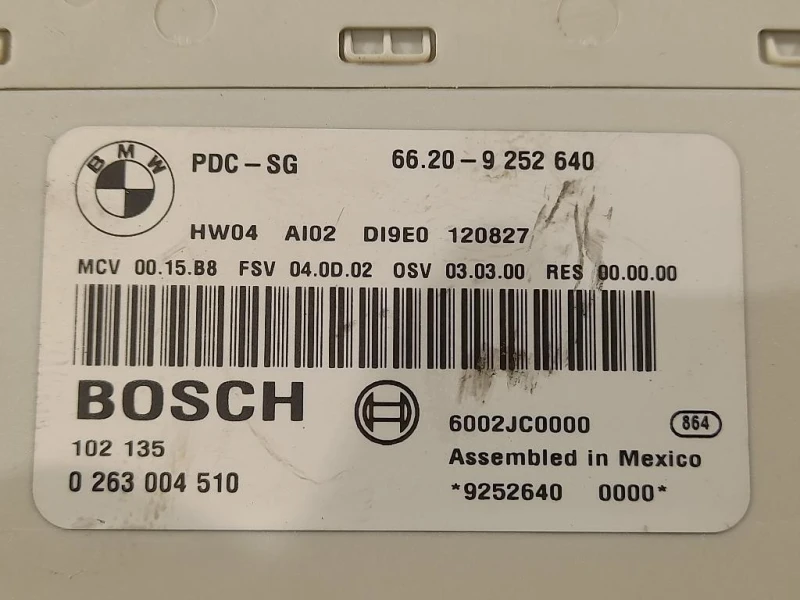 BMW
PDC-SG 66.20-9 252 640
HW04 AI02 DI9E0 120827
MCV 00.15.B8 FSV 04.0D.02 OSV 03.03.00 RES 00.00.00
BOSCH
6002JC0000 864
102 135
Assembled in Mexico
0 263 004 510
*9252640 0000*